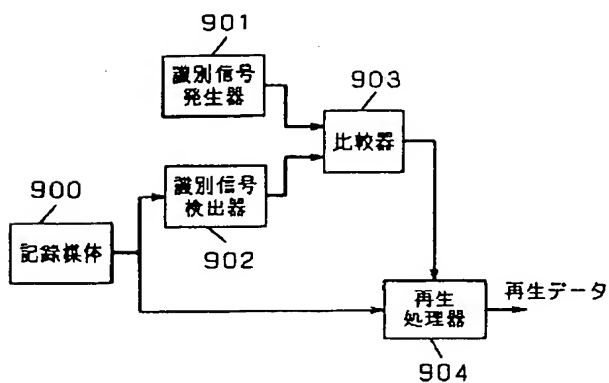 901
識別信号
発生器
903
比較器
900
記録媒体
識別信号
検出器
902
再生
処理器
904
再生データ